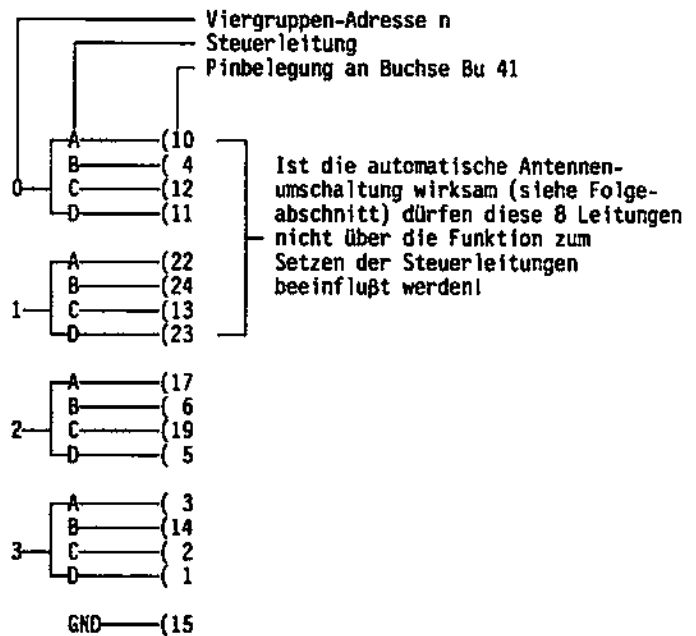 Viergruppen-Adresse n
Steuerleitung
Pinbelegung an Buchse Bu 41
A (10
B ( 4
0 C (12
D (11
Ist die automatische Antennen-
umschaltung wirksam (siehe Folge-
abschnitt) dürfen diese 8 Leitungen
nicht über die Funktion zum
Setzen der Steuerleitungen
beeinflußt werden!
A (22
B (24
1 C (13
D (23
A (17
B ( 6
2 C (19
D ( 5
A ( 3
B (14
3 C ( 2
D ( 1
GND (15